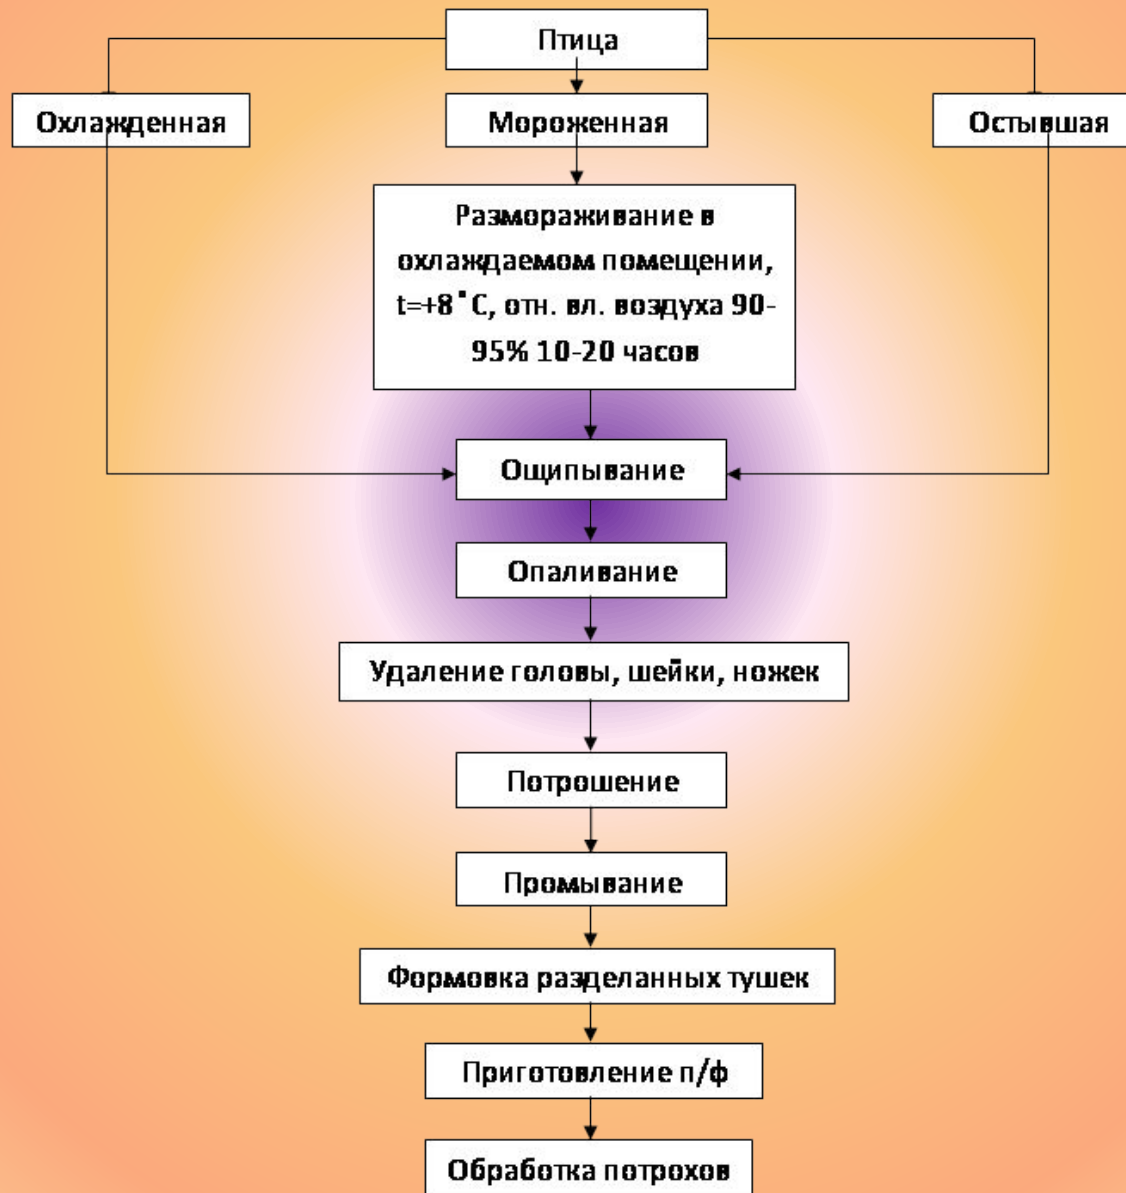 Птица
Охлажденная
Мороженная
Остывшая
Размораживание в
охлаждаемом помещении,
t=+8°C, отн. вл. воздуха 90-
95% 10-20 часов
Ощипывание
Опаливание
Удаление головы, шейки, ножек
Потрошение
Промывание
Формовка разделанных тушек
Приготовление п/ф
Обработка потрохов